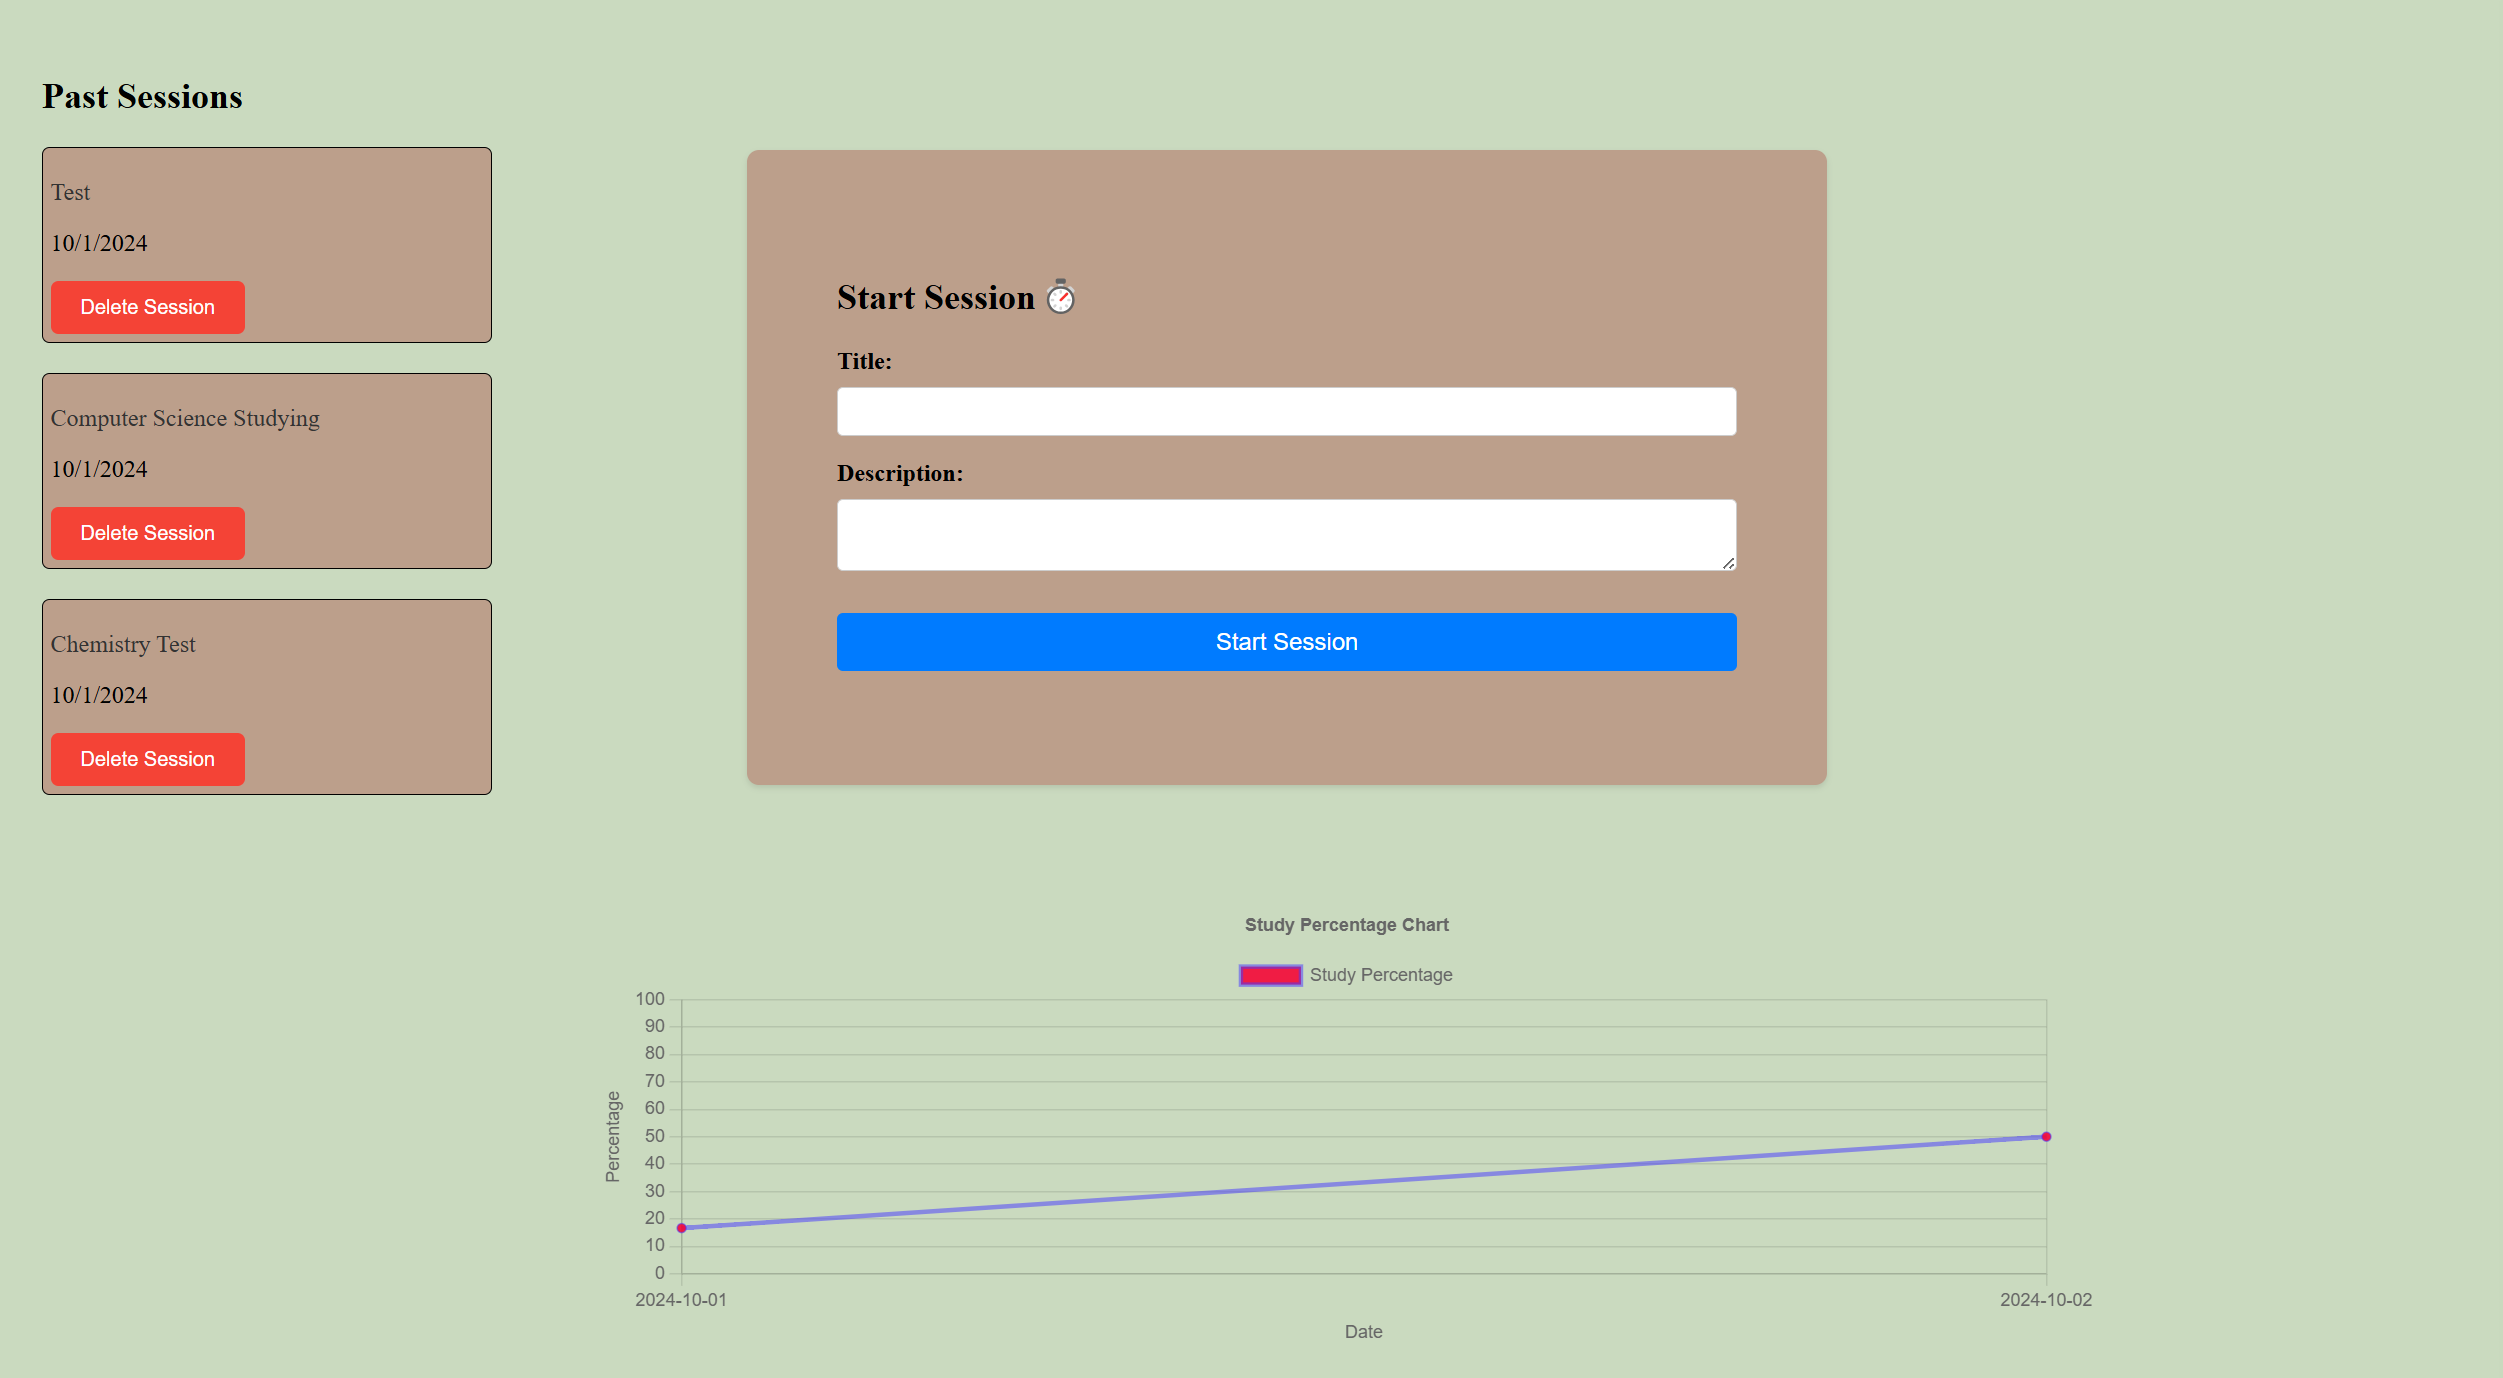 Past Sessions
Test
10/1/2024
Delete Session
Computer Science Studying
10/1/2024
Delete Session
Chemistry Test
10/1/2024
Delete Session
Start Session ⏱️
Title:
Description:
Start Session
Study Percentage Chart
Study Percentage
100
90
80
70
60
50
40
30
20
10
0
Percentage
2024-10-01 2024-10-02
Date